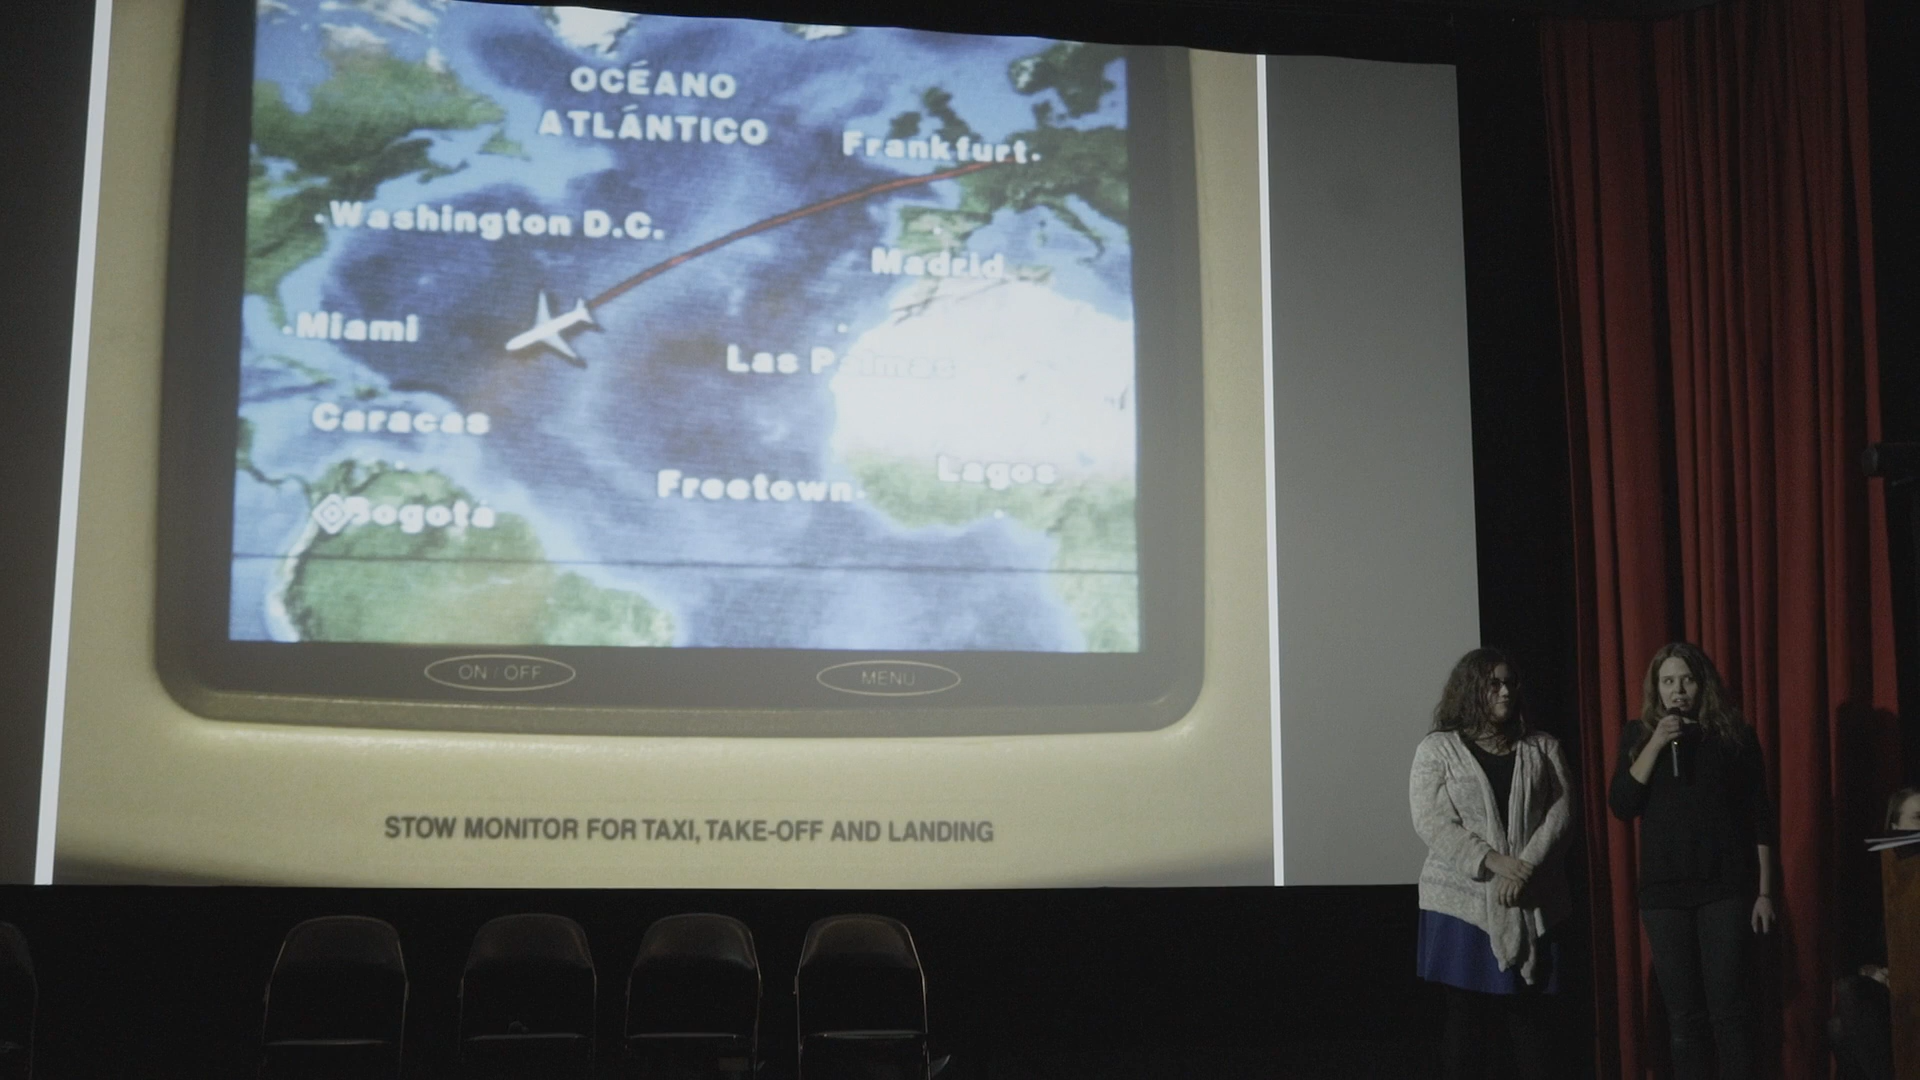 OCÉANO
ATLÁNTICO
Frankfurt
Washington D.C.
Madrid
Miami
Las Palmas
Caracas
Lagos
Freetown
Bogotá
ON / OFF
MENU
STOW MONITOR FOR TAXI, TAKE-OFF AND LANDING